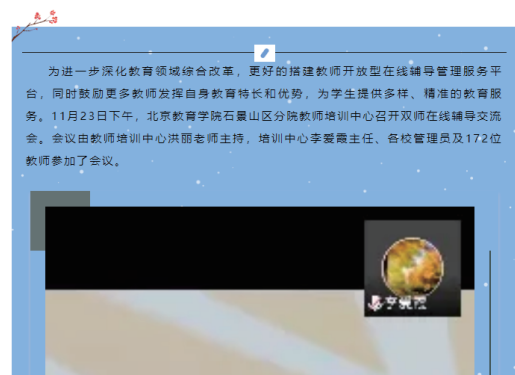 为进一步深化教育领域综合改革，更好的搭建教师开放型在线辅导管理服务平
台，同时鼓励更多教师发挥自身教育特长和优势，为学生提供多样、精准的教育服
务。11月23日下午，北京教育学院石景山区分院教师培训中心召开双师在线辅导交流
会。会议由教师培训中心洪丽老师主持，培训中心李爱霞主任、各校管理员及172位
教师参加了会议。
李爱霞